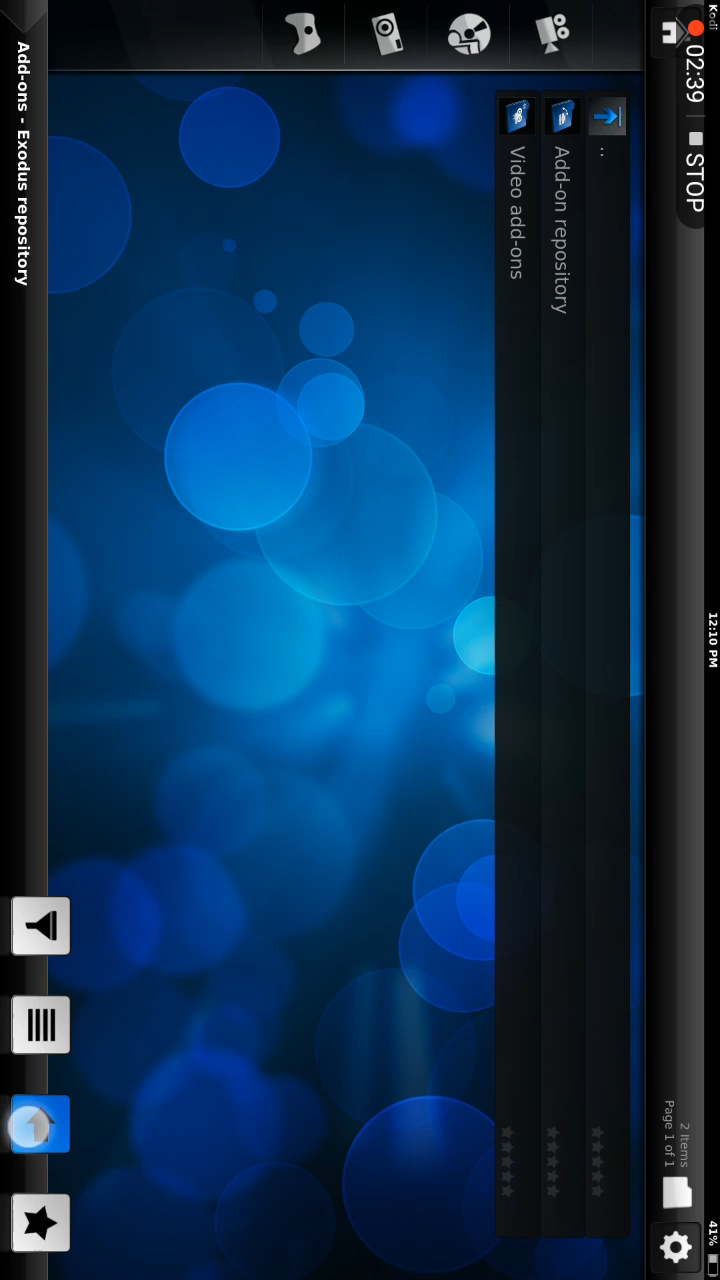 Kodi
12:10 PM
41%
02:39
STOP
2 Items
Page 1 of 1
..
Add-on repository
Video add-ons
Add-ons - Exodus repository